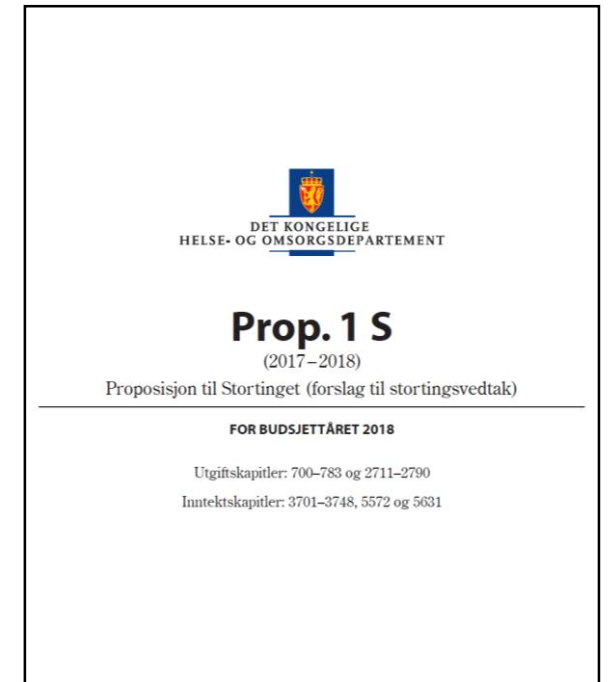 DET KONGELIGE
HELSE- OG OMSORGSDEPARTEMENT
Prop. 1 S
(2017–2018)
Proposisjon til Stortinget (forslag til stortingsvedtak)
FOR BUDSJETTÅRET 2018
Utgiftskapitler: 700–783 og 2711–2790
Inntektskapitler: 3701–3748, 5572 og 5631